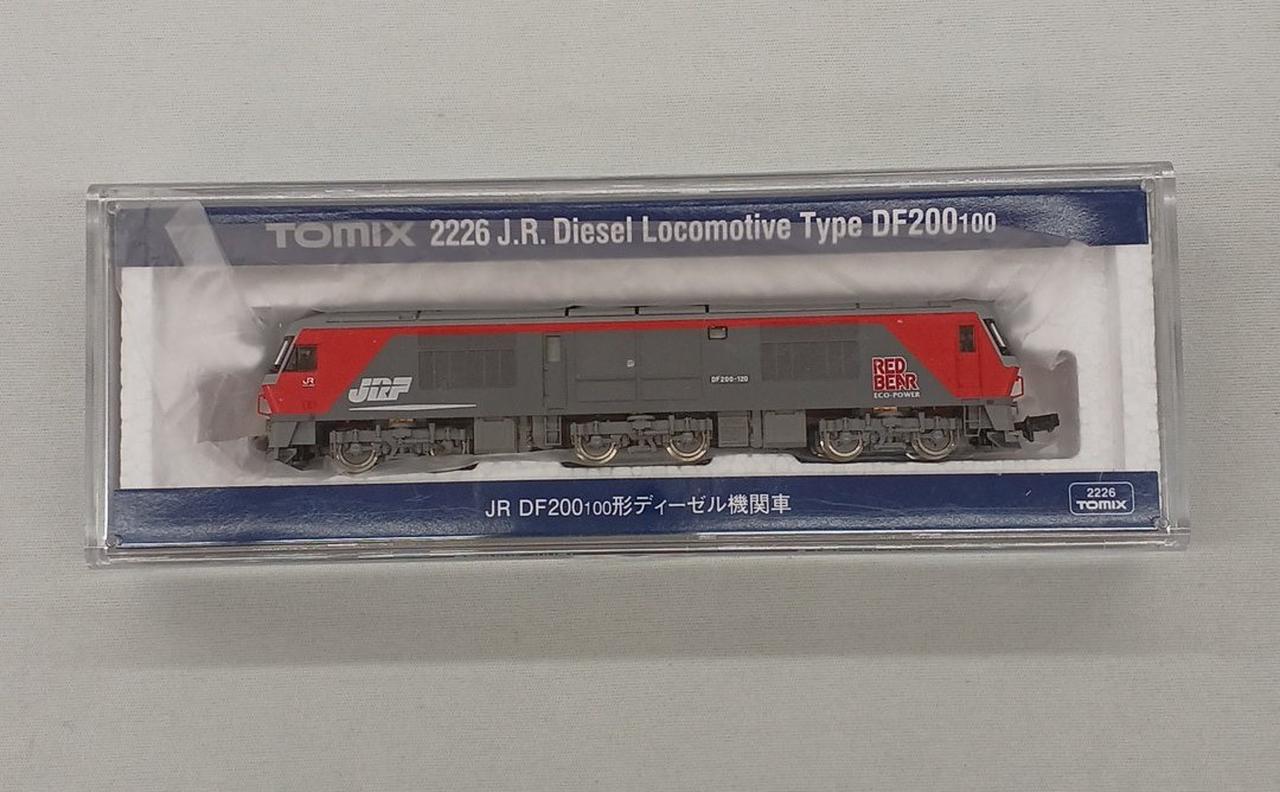 TOMIX 2226 J.R. Diesel Locomotive Type DF200100
JR
JRF
DF200-120
RED
BEAR
ECO-POWER
JR DF200100形ディーゼル機関車
2226
TOMIX